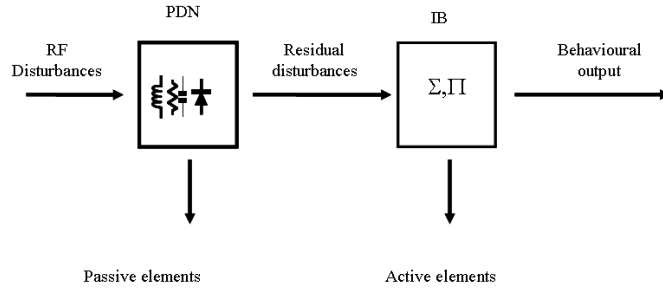 PDN
IB
RF
Disturbances
Residual
disturbances
Behavioural
output
Σ,Π
Passive elements
Active elements